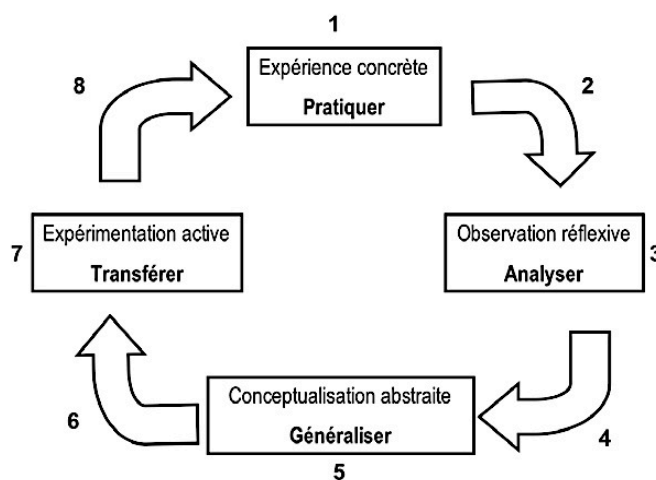 1
Expérience concrète
Pratiquer
8
2
Expérimentation active
Transférer
7
Observation réflexive
Analyser
3
6
Conceptualisation abstraite
Généraliser
4
5